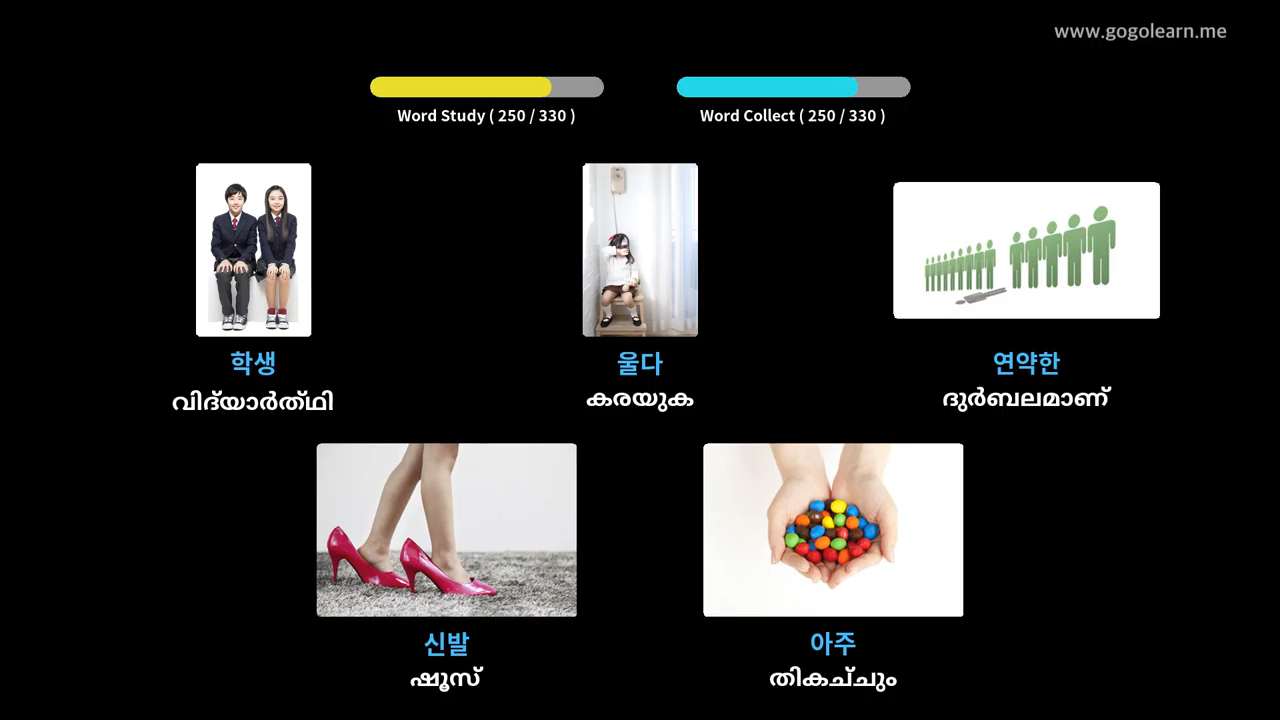 www.gogolearn.me
Word Study ( 250 / 330 )
Word Collect ( 250 / 330 )
학생
울다
연약한
വിദ്യാർത്ഥി
കരയുക
ദുർബലമാണ്
신발
아주
ഷൂസ്
തികച്ചും